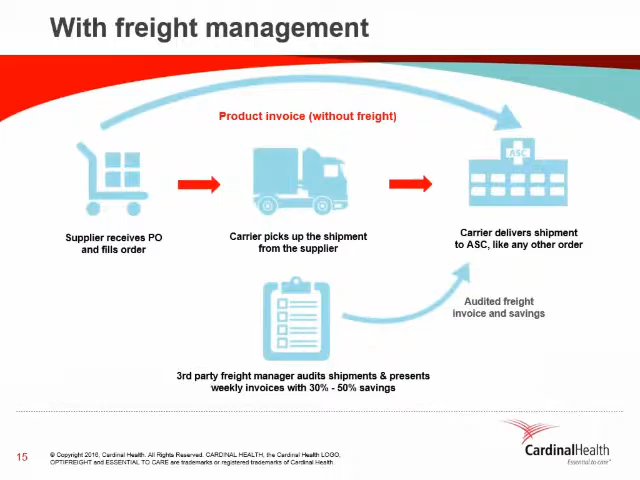 With freight management
Product invoice (without freight)
ASC
Supplier receives PO
and fills order
Carrier picks up the shipment
from the supplier
Carrier delivers shipment
to ASC, like any other order
Audited freight
invoice and savings
3rd party freight manager audits shipments & presents
weekly invoices with 30% - 50% savings
15
© Copyright 2016, Cardinal Health. All Rights Reserved. CARDINAL HEALTH, the Cardinal Health LOGO,
OPTIFREIGHT and ESSENTIAL TO CARE are trademarks or registered trademarks of Cardinal Health.
CardinalHealth
Essential to care